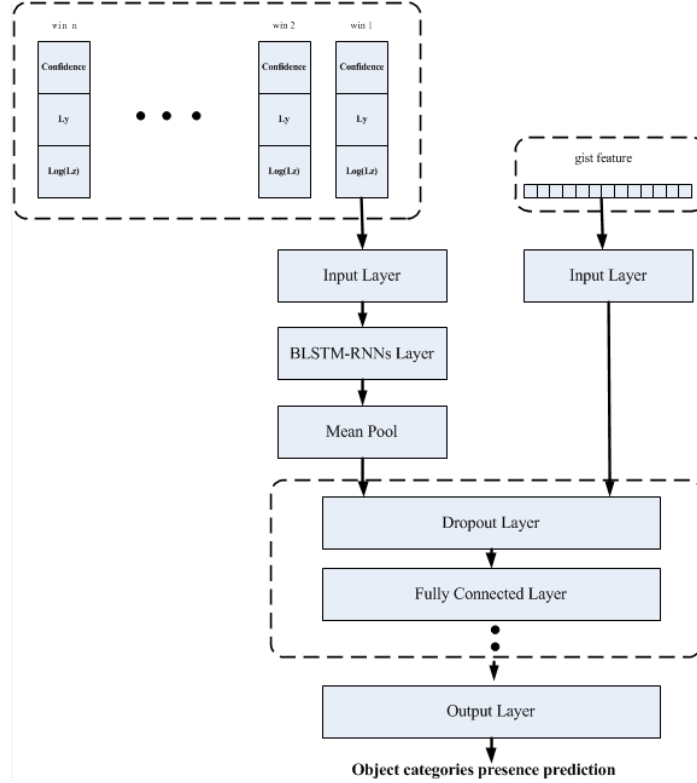 win n
win 2
win 1
Confidence
Confidence
Confidence
Ly
Ly
Ly
Log(Lz)
Log(Lz)
Log(Lz)
gist feature
Input Layer
Input Layer
BLSTM-RNNs Layer
Mean Pool
Dropout Layer
Fully Connected Layer
Output Layer
Object categories presence prediction